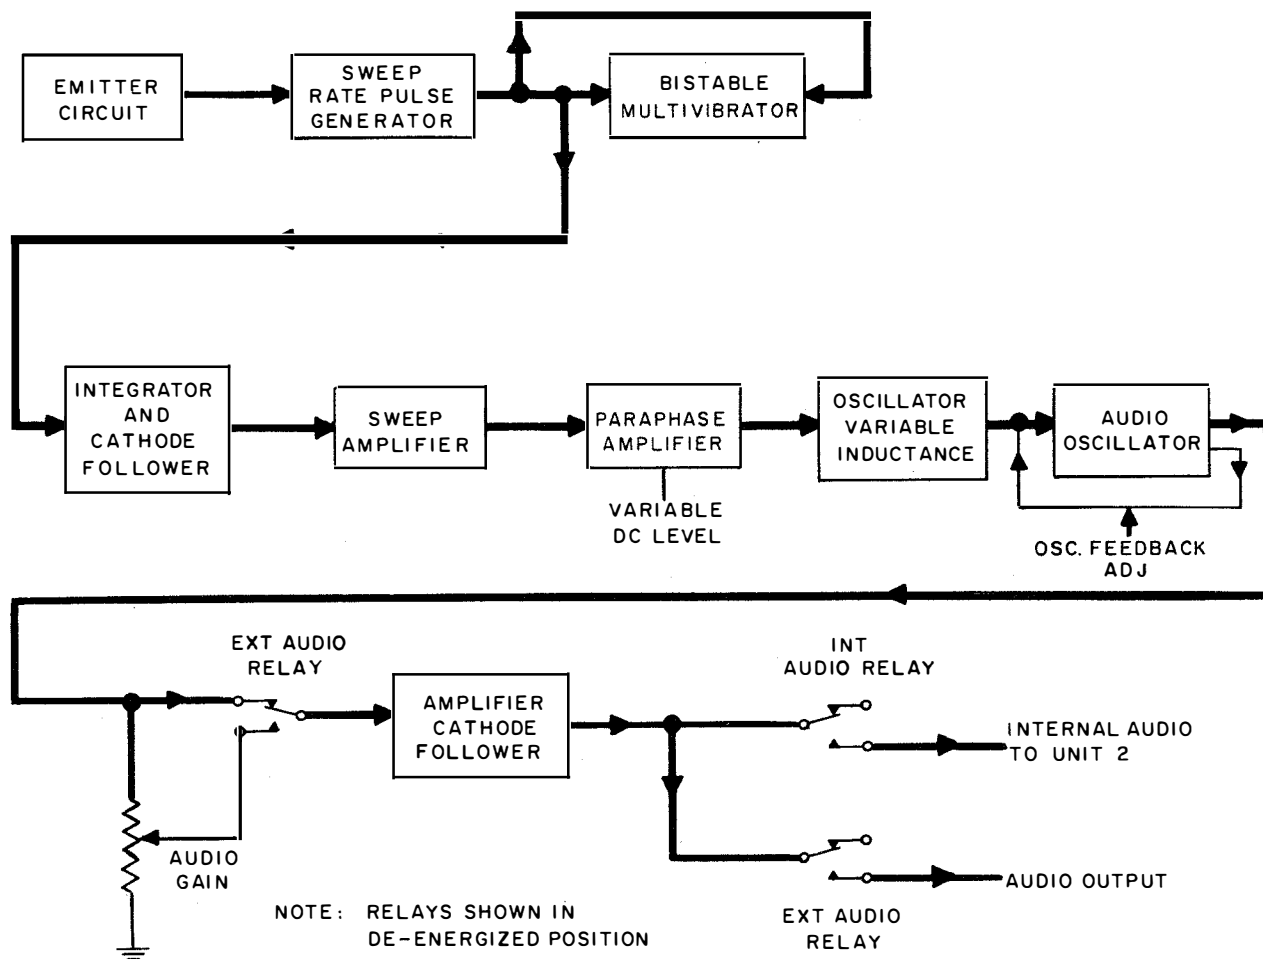 EMITTER
CIRCUIT
SWEEP
RATE PULSE
GENERATOR
BISTABLE
MULTIVIBRATOR
INTEGRATOR
AND
CATHODE
FOLLOWER
SWEEP
AMPLIFIER
PARAPHASE
AMPLIFIER
VARIABLE
DC LEVEL
OSCILLATOR
VARIABLE
INDUCTANCE
AUDIO
OSCILLATOR
OSC. FEEDBACK
ADJ
EXT AUDIO
RELAY
AMPLIFIER
CATHODE
FOLLOWER
INT
AUDIO RELAY
INTERNAL AUDIO
TO UNIT 2
AUDIO
GAIN
AUDIO OUTPUT
EXT AUDIO
RELAY
NOTE: RELAYS SHOWN IN
DE-ENERGIZED POSITION